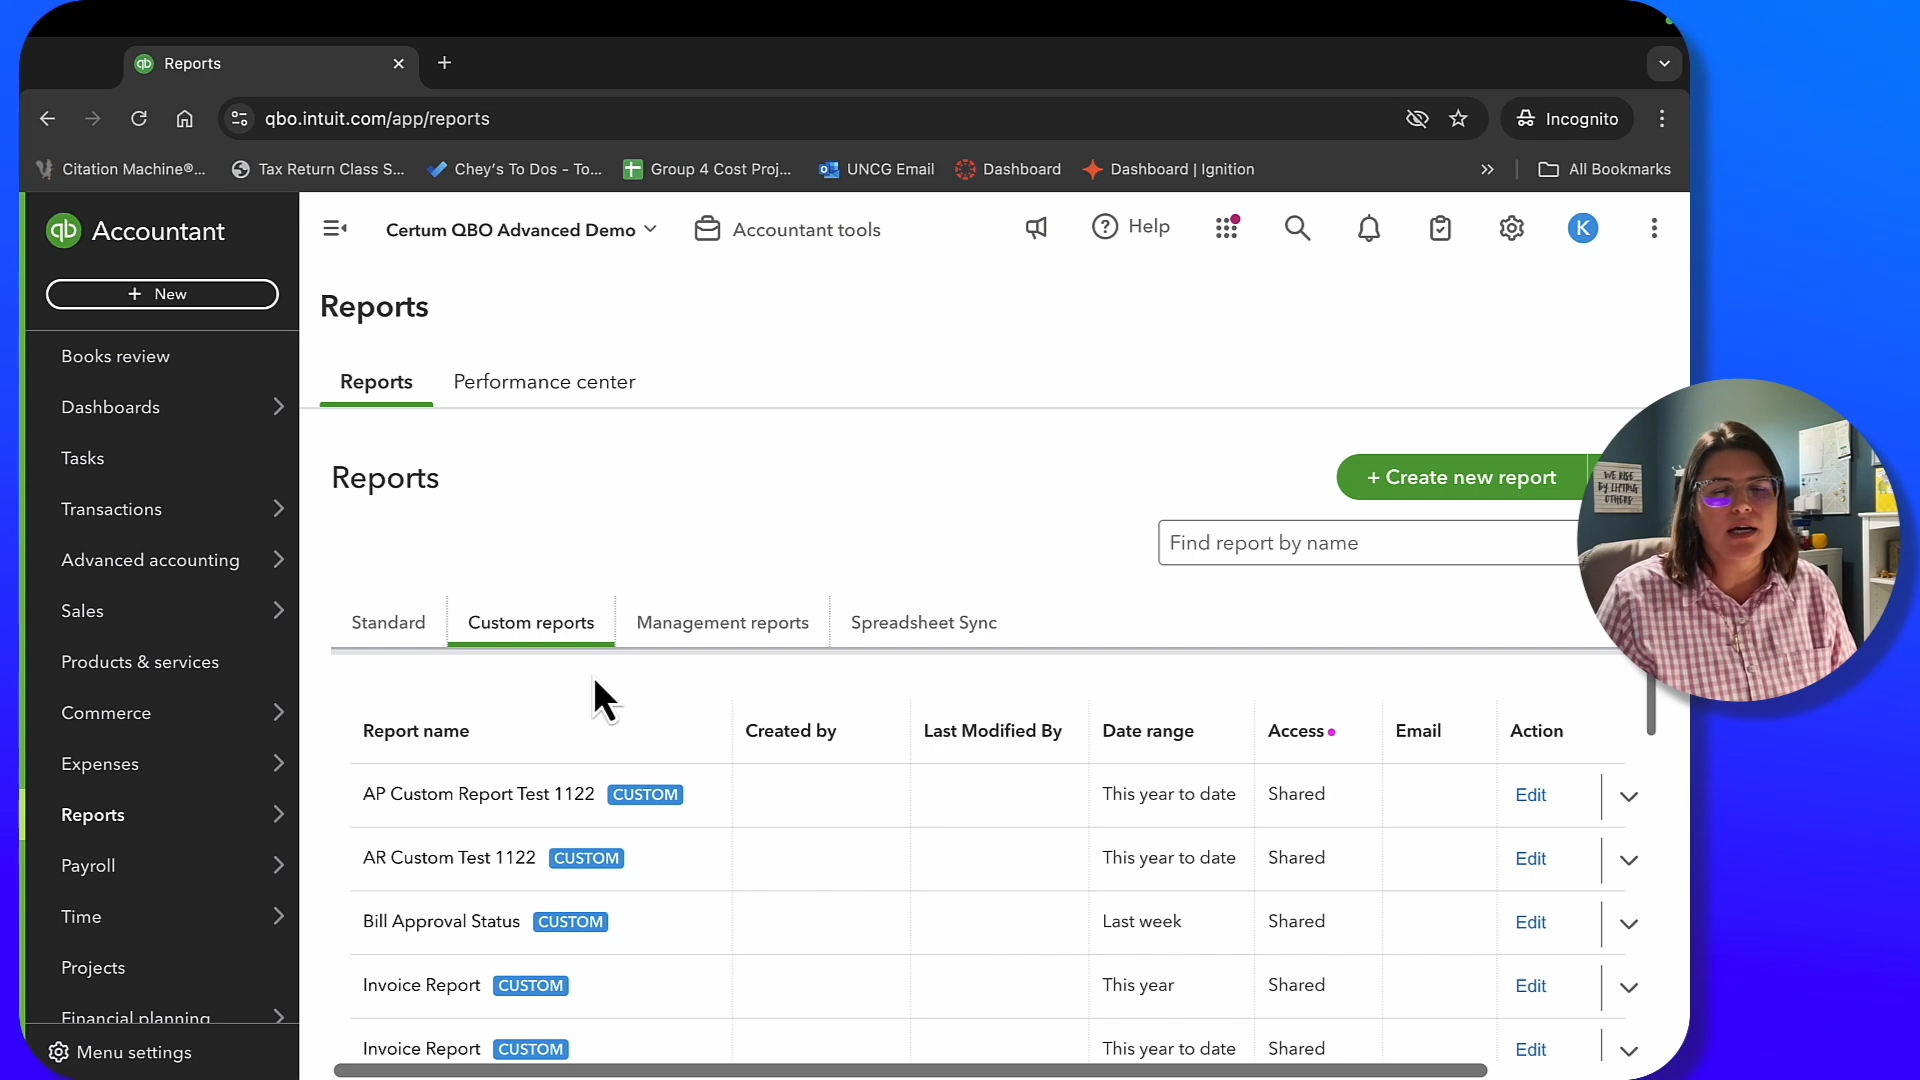 Reports
qbo.intuit.com/app/reports
Incognito
Citation Machine®...
Tax Return Class S...
Chey's To Dos - To...
Group 4 Cost Proj...
UNCG Email
Dashboard
Dashboard | Ignition
All Bookmarks
qb Accountant
Certum QBO Advanced Demo
Accountant tools
Help
K
+ New
Books review
Dashboards
Tasks
Transactions
Advanced accounting
Sales
Products & services
Commerce
Expenses
Reports
Payroll
Time
Projects
Financial planning
Menu settings
Reports
Reports Performance center
Reports
+ Create new report
Find report by name
Standard Custom reports Management reports Spreadsheet Sync
Report name Created by Last Modified By Date range Access Email Action
AP Custom Report Test 1122 CUSTOM This year to date Shared Edit
AR Custom Test 1122 CUSTOM This year to date Shared Edit
Bill Approval Status CUSTOM Last week Shared Edit
Invoice Report CUSTOM This year Shared Edit
Invoice Report CUSTOM This year to date Shared Edit
WE RISE
BY LIFTING
OTHERS